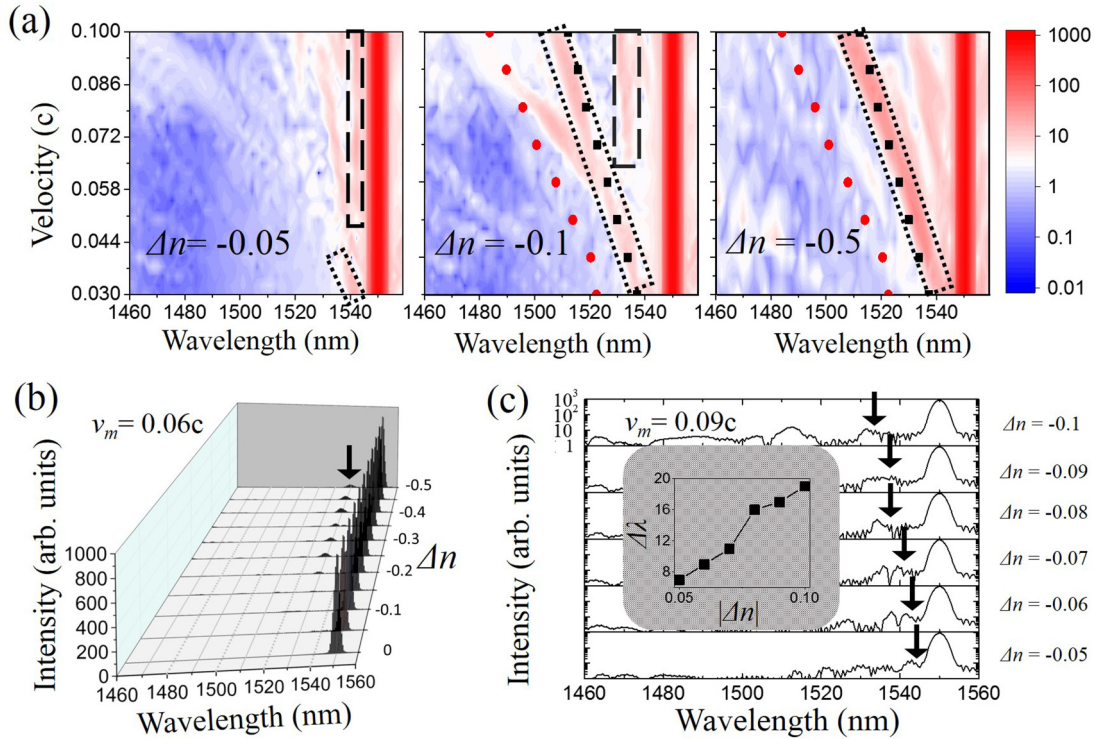 (a)
Velocity (c)
0.100
0.086
0.072
0.058
0.044
0.030
Δn= -0.05
Δn= -0.1
Δn= -0.5
1460 1480 1500 1520 1540
1460 1480 1500 1520 1540
1460 1480 1500 1520 1540
Wavelength (nm)
Wavelength (nm)
Wavelength (nm)
1000
100
10
1
0.1
0.01
(b)
vm = 0.06c
Intensity (arb. units)
1000
800
600
400
200
0
1460 1480 1500 1520 1540 1560
Wavelength (nm)
-0.5
-0.4
-0.3
-0.2
-0.1
0
Δn
(c)
vm = 0.09c
Intensity (arb. units)
10³
10²
10
1
Δn = -0.1
Δn = -0.09
Δn = -0.08
Δn = -0.07
Δn = -0.06
Δn = -0.05
Δλ
20
16
12
8
0.05 0.10
|Δn|
1460 1480 1500 1520 1540 1560
Wavelength (nm)